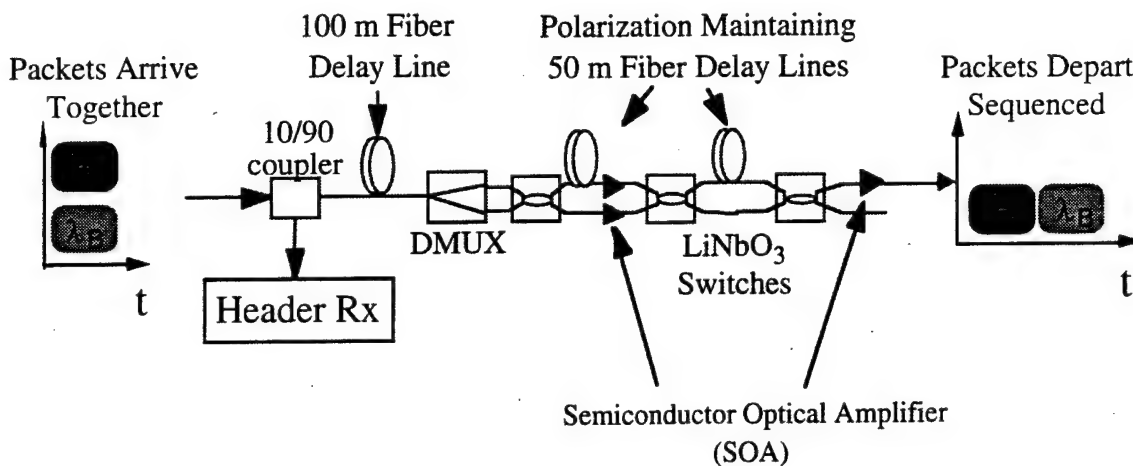 100 m Fiber
Delay Line
Polarization Maintaining
50 m Fiber Delay Lines
Packets Arrive
Together
Packets Depart
Sequenced
10/90
coupler
λB
λB
t
DMUX
LiNbO3
Switches
t
Header Rx
Semiconductor Optical Amplifier
(SOA)